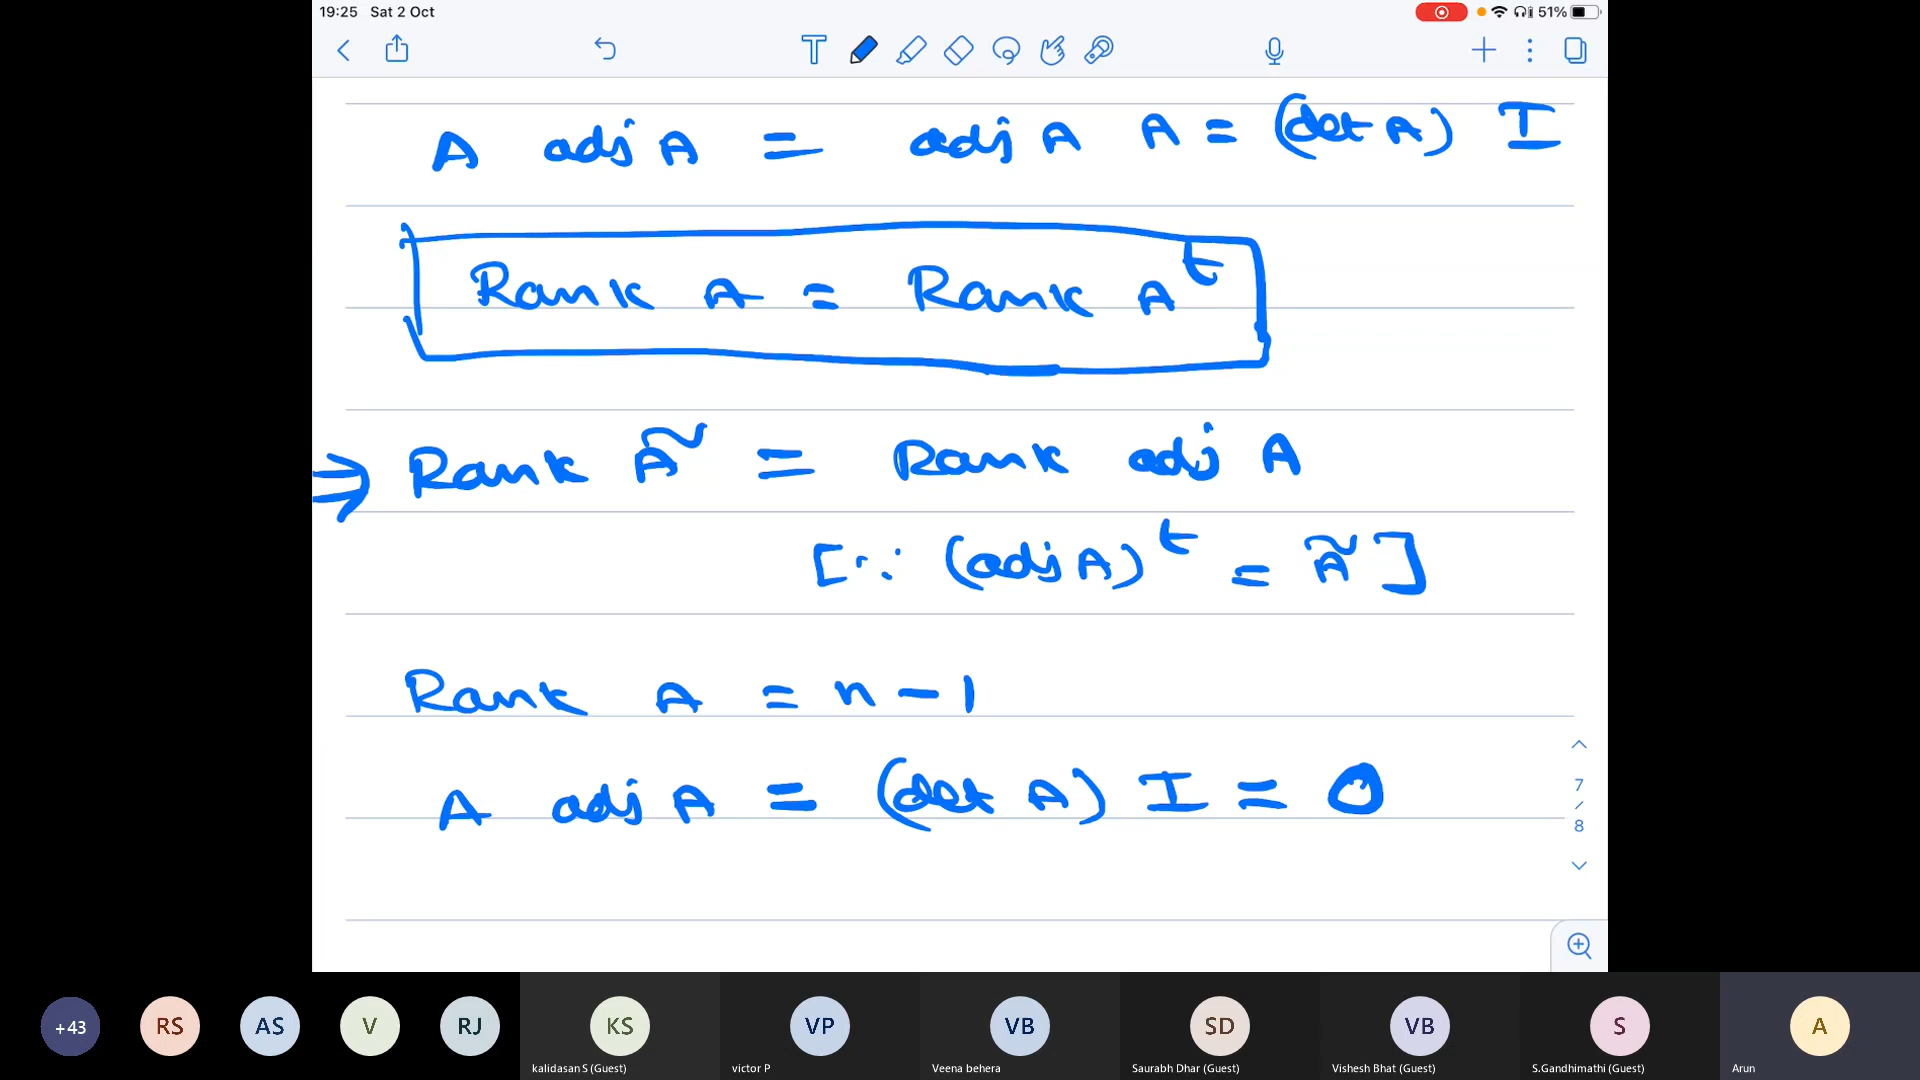 19:25 Sat 2 Oct 51%
A adj A = adj A A = (det A) I
Rank A = Rank Aᵗ
⇒ Rank Ã = Rank adj A
[∵ (adj A)ᵗ = Ã]
Rank A = n - 1
A adj A = (det A) I = 0
7
/
8
+43 RS AS V RJ KS VP VB SD VB S A
kalidasan S (Guest) victor P Veena behera Saurabh Dhar (Guest) Vishesh Bhat (Guest) S.Gandhimathi (Guest) Arun